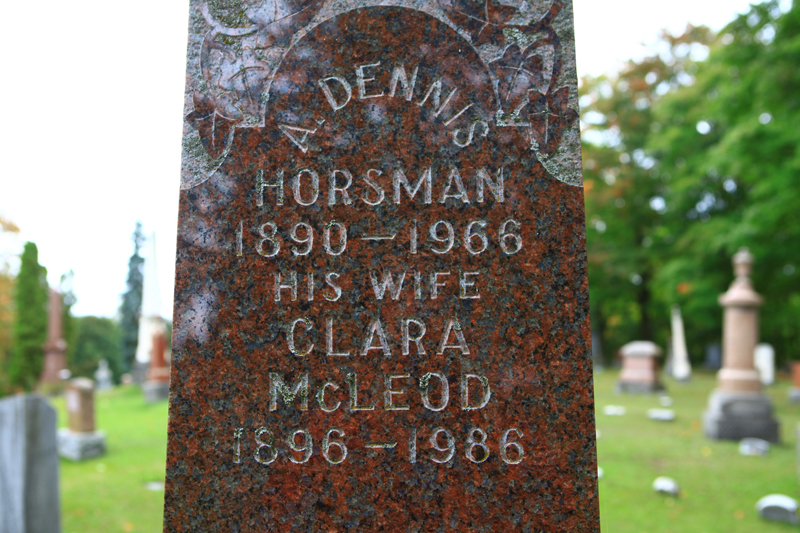 A. DENNIS
HORSMAN
1890 – 1966
HIS WIFE
CLARA
McLEOD
1896 – 1986